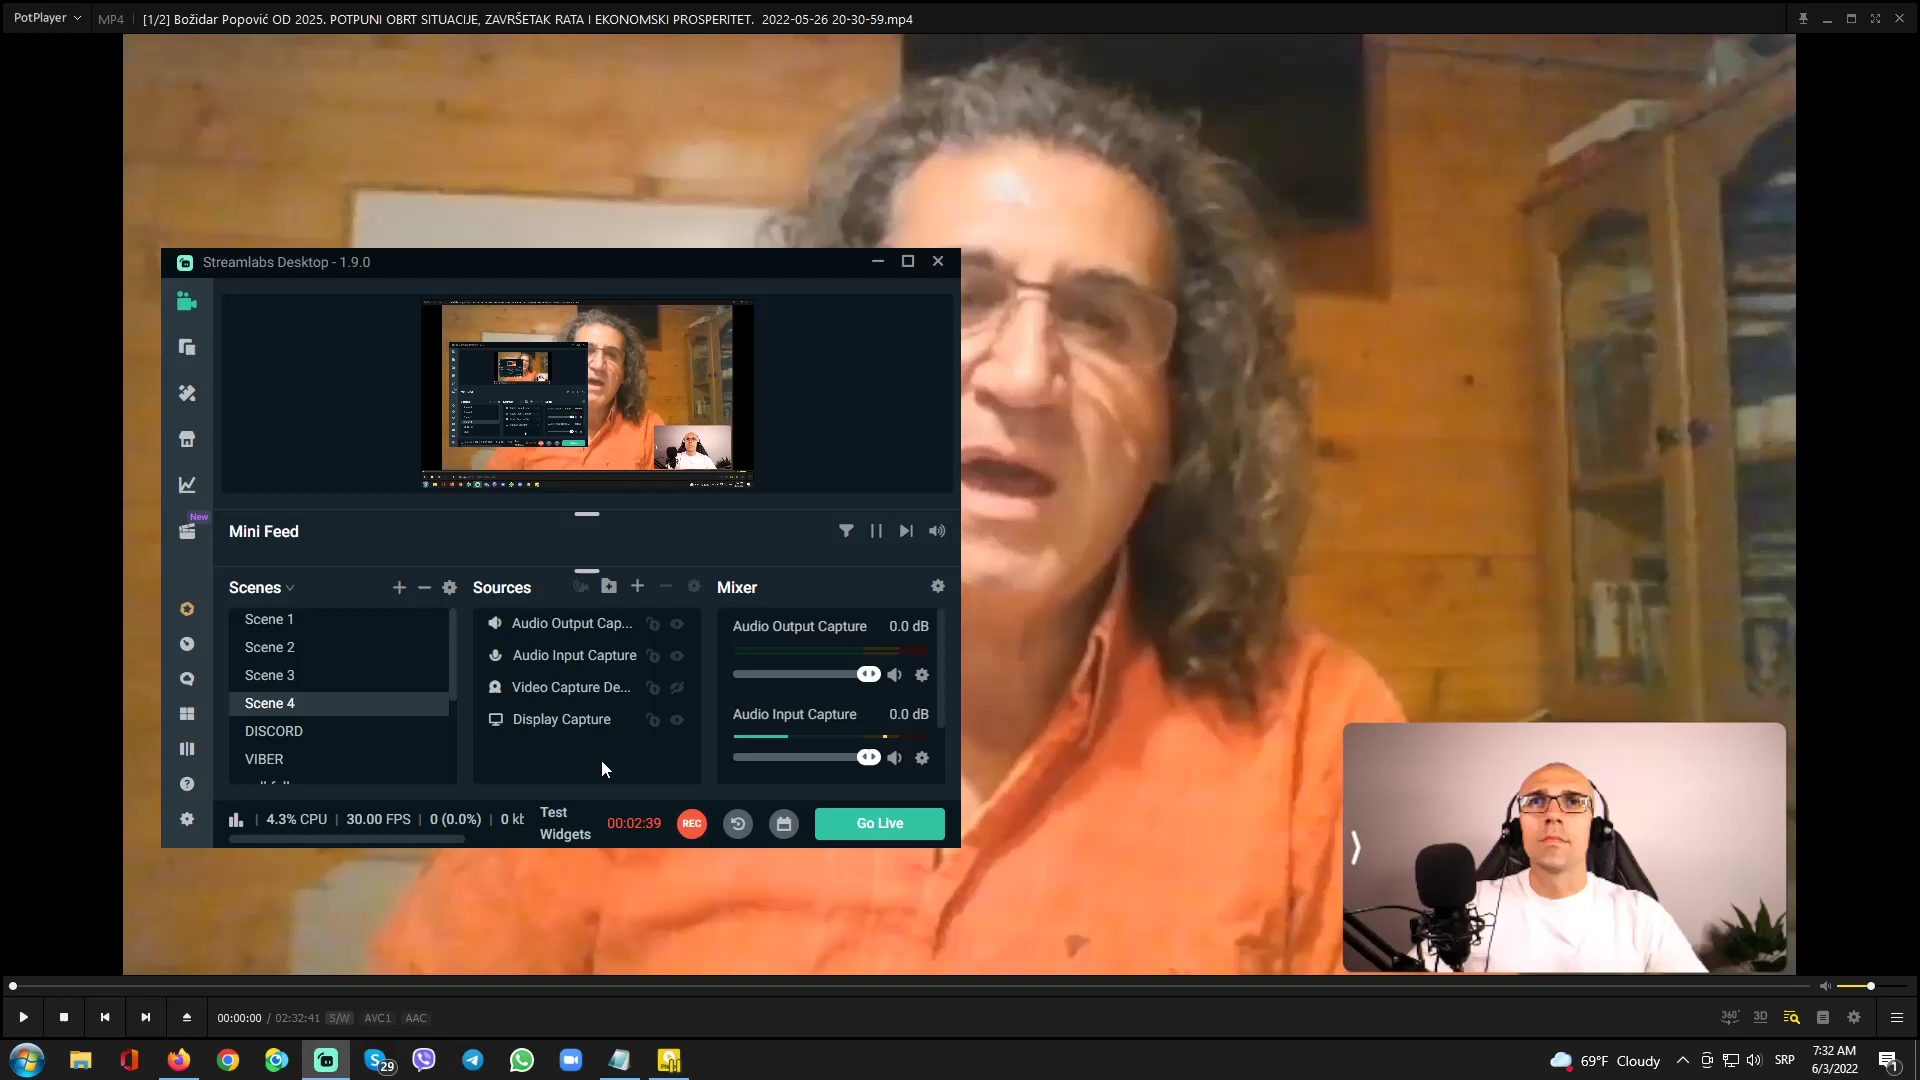 PotPlayer
MP4
[1/2] Božidar Popović OD 2025. POTPUNI OBRT SITUACIJE, ZAVRŠETAK RATA I EKONOMSKI PROSPERITET.  2022-05-26 20-30-59.mp4
Streamlabs Desktop - 1.9.0
New
Mini Feed
Scenes
Scene 1
Scene 2
Scene 3
Scene 4
DISCORD
VIBER
Sources
Audio Output Cap...
Audio Input Capture
Video Capture De...
Display Capture
Mixer
Audio Output Capture 0.0 dB
Audio Input Capture 0.0 dB
4.3% CPU | 30.00 FPS | 0 (0.0%) | 0 kb
Test Widgets
00:02:39
REC
Go Live
00:00:00 / 02:32:41 S/W AVC1 AAC
360°
3D
29
69°F Cloudy
SRP
7:32 AM
6/3/2022
1